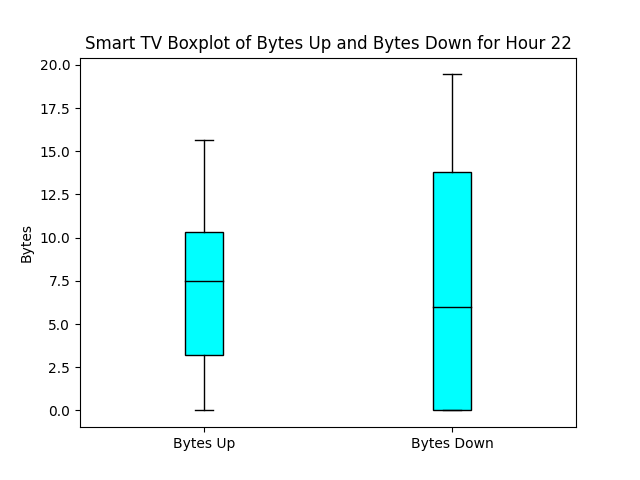 Smart TV Boxplot of Bytes Up and Bytes Down for Hour 22
20.0
17.5
15.0
12.5
10.0
7.5
5.0
2.5
0.0
Bytes
Bytes Up
Bytes Down